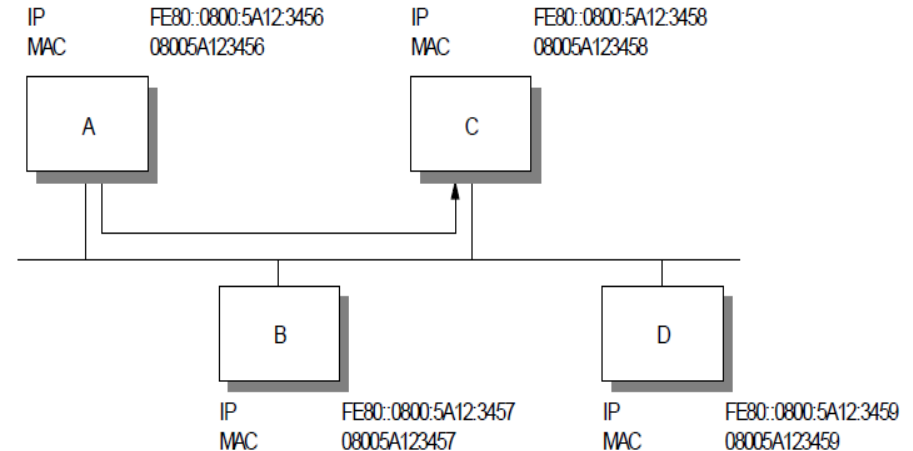 IP FE80::0800:5A12:3456
MAC 08005A123456
IP FE80::0800:5A12:3458
MAC 08005A123458
A
C
B
D
IP FE80::0800:5A12:3457
MAC 08005A123457
IP FE80::0800:5A12:3459
MAC 08005A123459